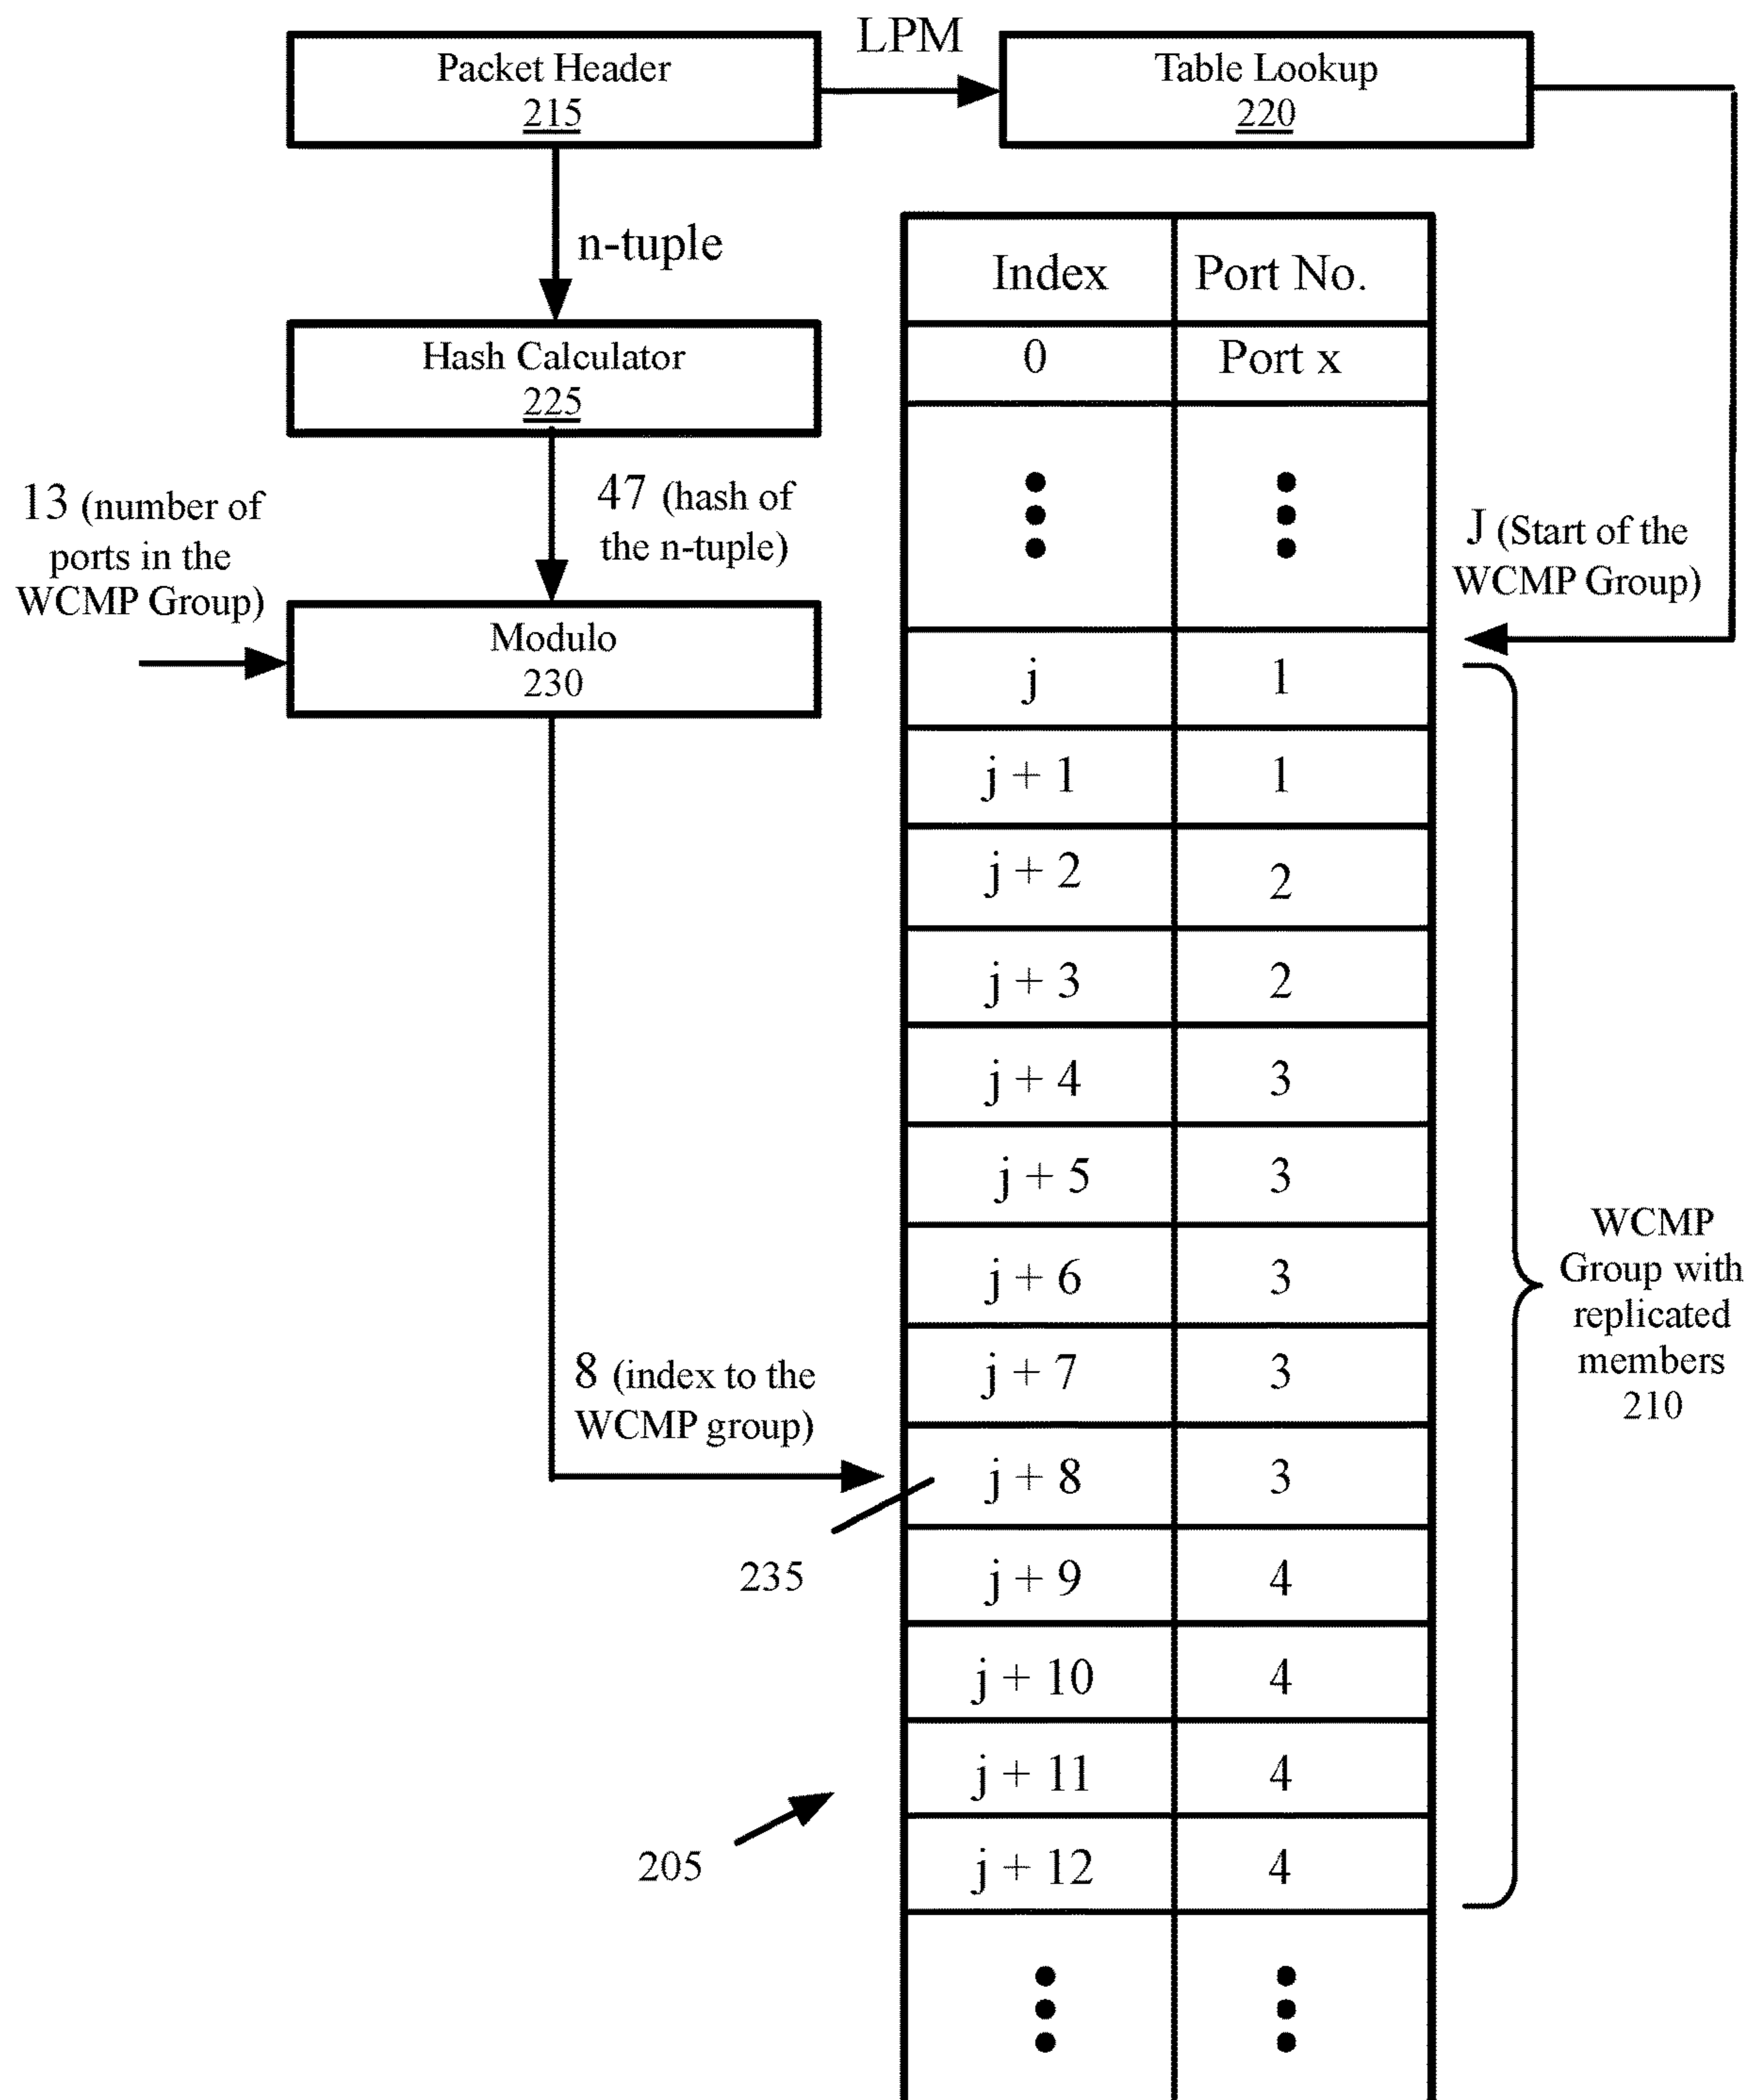 Packet Header
215
LPM
Table Lookup
220
n-tuple
Hash Calculator
225
13 (number of
ports in the
WCMP Group)
47 (hash of
the n-tuple)
Modulo
230
Index Port No.
0 Port x
J (Start of the
WCMP Group)
j 1
j + 1 1
j + 2 2
j + 3 2
j + 4 3
j + 5 3
j + 6 3
j + 7 3
j + 8 3
j + 9 4
j + 10 4
j + 11 4
j + 12 4
8 (index to the
WCMP group)
235
205
WCMP
Group with
replicated
members
210